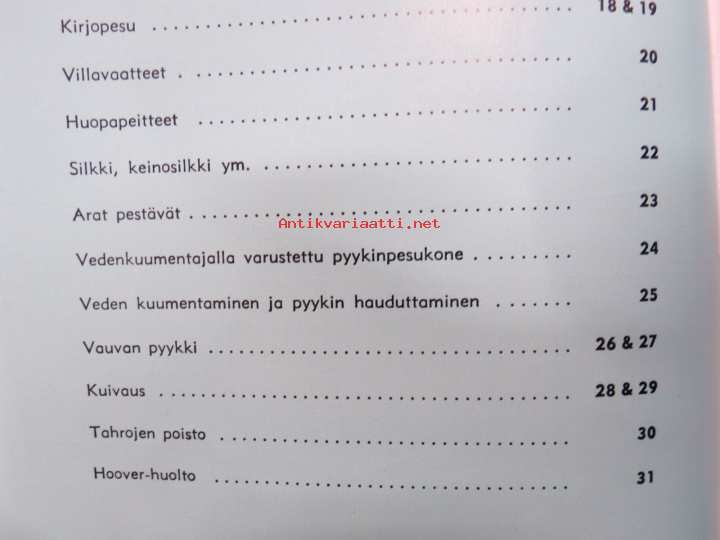 Kirjopesu ........ 18 & 19
Villavaatteet ........ 20
Huopapeitteet ........ 21
Silkki, keinosilkki ym. ........ 22
Arat pestävät ........ 23
Antikvariaatti.net
Vedenkuumentajalla varustettu pyykinpesukone ........ 24
Veden kuumentaminen ja pyykin hauduttaminen ....... 25
Vauvan pyykki ........ 26 & 27
Kuivaus ........ 28 & 29
Tahrojen poisto ........ 30
Hoover-huolto ........ 31